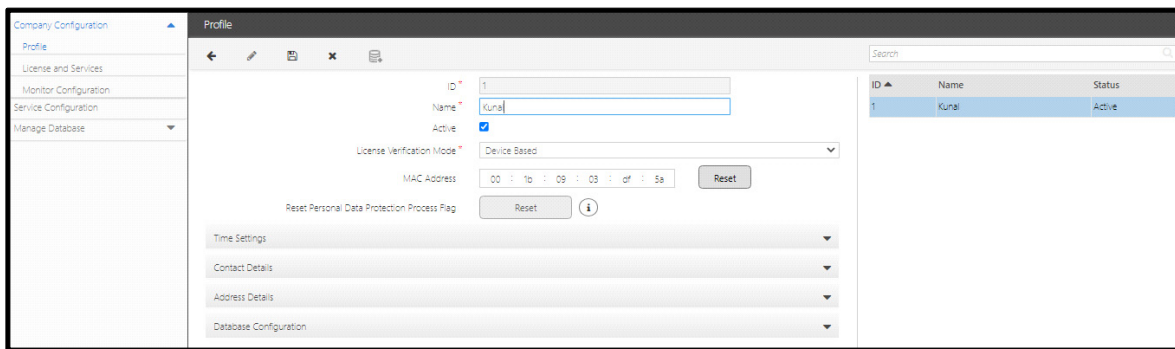 Company Configuration
Profile
License and Services
Monitor Configuration
Service Configuration
Manage Database
Profile
ID *
1
Name *
Kunal
Active
License Verification Mode *
Device Based
MAC Address
00 : 1b : 09 : 03 : df : 5a
Reset
Reset Personal Data Protection Process Flag
Reset
i
Time Settings
Contact Details
Address Details
Database Configuration
Search
ID Name Status
1 Kunal Active